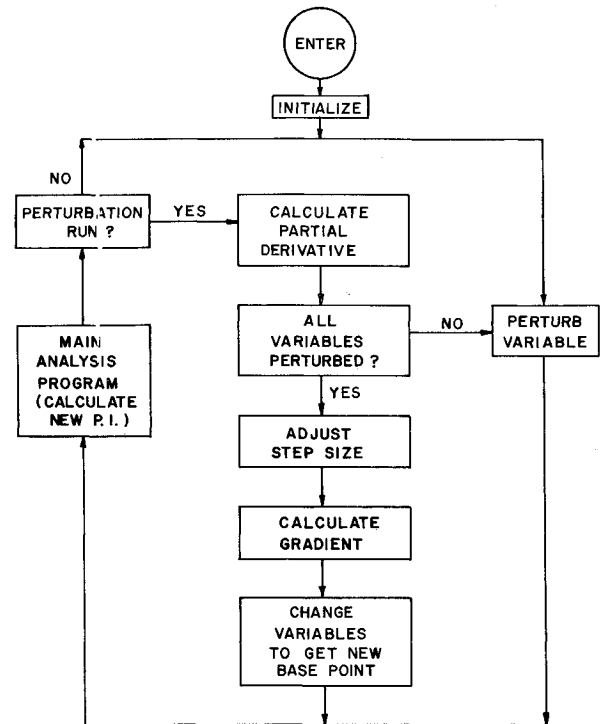 ENTER
INITIALIZE
NO
PERTURBATION
RUN ?
YES
CALCULATE
PARTIAL
DERIVATIVE
MAIN
ANALYSIS
PROGRAM
(CALCULATE
NEW P.I.)
ALL
VARIABLES
PERTURBED ?
NO
PERTURB
VARIABLE
YES
ADJUST
STEP SIZE
CALCULATE
GRADIENT
CHANGE
VARIABLES
TO GET NEW
BASE POINT